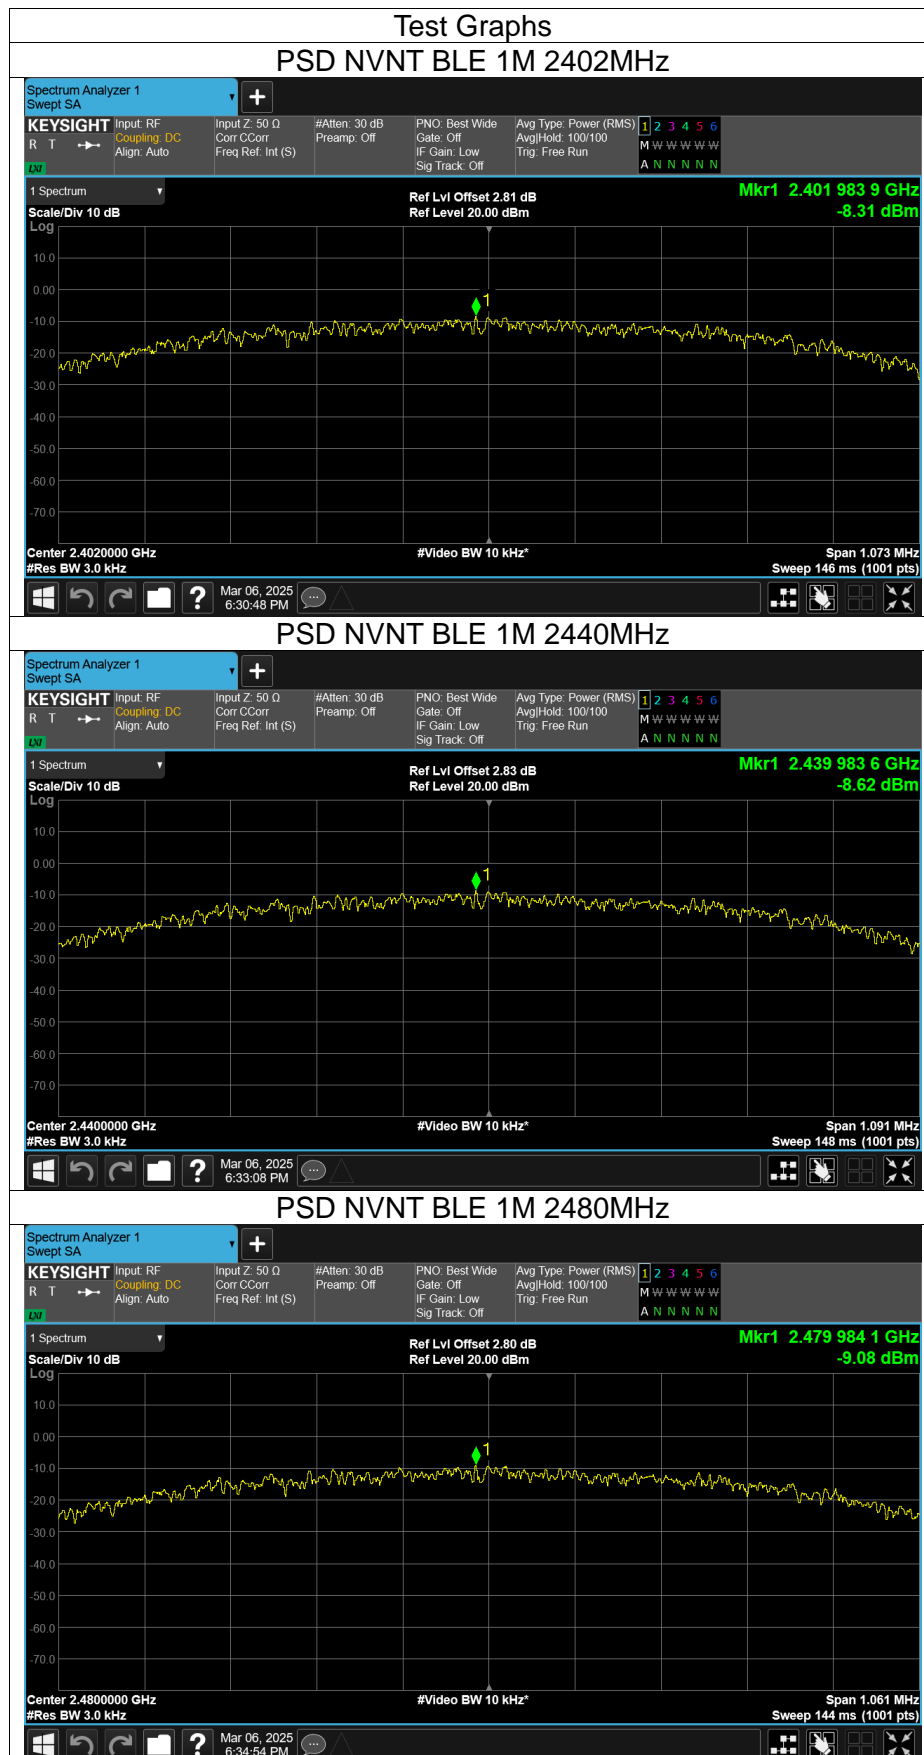 Test Graphs
PSD NVNT BLE 1M 2402MHz
Spectrum Analyzer 1
Swept SA
+
KEYSIGHT
R T
LXI
Input: RF
Coupling: DC
Align: Auto
Input Z: 50 Ω
Corr CCorr
Freq Ref: Int (S)
#Atten: 30 dB
Preamp: Off
PNO: Best Wide
Gate: Off
IF Gain: Low
Sig Track: Off
Avg Type: Power (RMS)
Avg|Hold: 100/100
Trig: Free Run
1 2 3 4 5 6
M W W W W W
A N N N N N
1 Spectrum
Scale/Div 10 dB
Ref Lvl Offset 2.81 dB
Ref Level 20.00 dBm
Mkr1 2.401 983 9 GHz
-8.31 dBm
Log
10.0
0.00
-10.0
-20.0
-30.0
-40.0
-50.0
-60.0
-70.0
1
Center 2.4020000 GHz
#Res BW 3.0 kHz
#Video BW 10 kHz*
Span 1.073 MHz
Sweep 146 ms (1001 pts)
?
Mar 06, 2025
6:30:48 PM
PSD NVNT BLE 1M 2440MHz
Spectrum Analyzer 1
Swept SA
+
KEYSIGHT
R T
LXI
Input: RF
Coupling: DC
Align: Auto
Input Z: 50 Ω
Corr CCorr
Freq Ref: Int (S)
#Atten: 30 dB
Preamp: Off
PNO: Best Wide
Gate: Off
IF Gain: Low
Sig Track: Off
Avg Type: Power (RMS)
Avg|Hold: 100/100
Trig: Free Run
1 2 3 4 5 6
M W W W W W
A N N N N N
1 Spectrum
Scale/Div 10 dB
Ref Lvl Offset 2.83 dB
Ref Level 20.00 dBm
Mkr1 2.439 983 6 GHz
-8.62 dBm
Log
10.0
0.00
-10.0
-20.0
-30.0
-40.0
-50.0
-60.0
-70.0
1
Center 2.4400000 GHz
#Res BW 3.0 kHz
#Video BW 10 kHz*
Span 1.091 MHz
Sweep 148 ms (1001 pts)
?
Mar 06, 2025
6:33:08 PM
PSD NVNT BLE 1M 2480MHz
Spectrum Analyzer 1
Swept SA
+
KEYSIGHT
R T
LXI
Input: RF
Coupling: DC
Align: Auto
Input Z: 50 Ω
Corr CCorr
Freq Ref: Int (S)
#Atten: 30 dB
Preamp: Off
PNO: Best Wide
Gate: Off
IF Gain: Low
Sig Track: Off
Avg Type: Power (RMS)
Avg|Hold: 100/100
Trig: Free Run
1 2 3 4 5 6
M W W W W W
A N N N N N
1 Spectrum
Scale/Div 10 dB
Ref Lvl Offset 2.80 dB
Ref Level 20.00 dBm
Mkr1 2.479 984 1 GHz
-9.08 dBm
Log
10.0
0.00
-10.0
-20.0
-30.0
-40.0
-50.0
-60.0
-70.0
1
Center 2.4800000 GHz
#Res BW 3.0 kHz
#Video BW 10 kHz*
Span 1.061 MHz
Sweep 144 ms (1001 pts)
?
Mar 06, 2025
6:34:54 PM